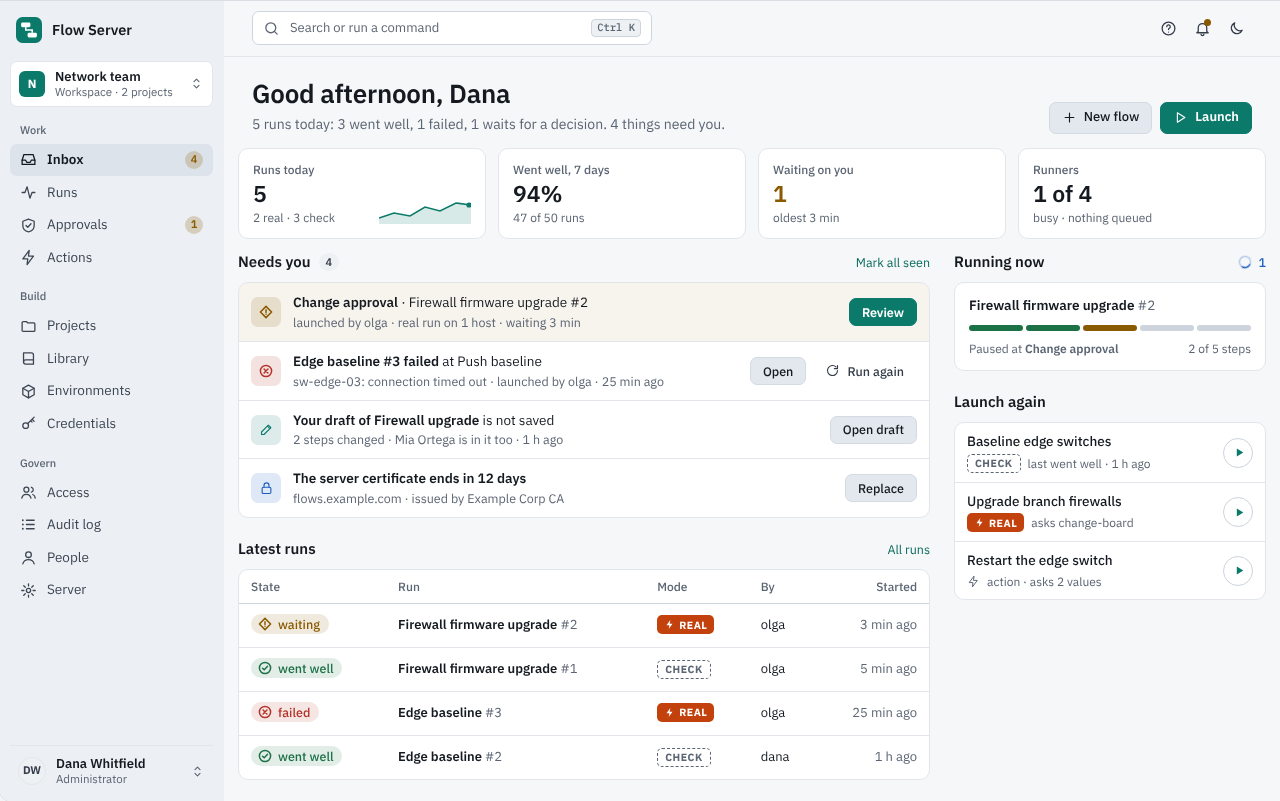 Flow Server
Search or run a command
Ctrl K
N
Network team
Workspace · 2 projects
Work
Inbox 4
Runs
Approvals 1
Actions
Build
Projects
Library
Environments
Credentials
Govern
Access
Audit log
People
Server
DW
Dana Whitfield
Administrator
Good afternoon, Dana
5 runs today: 3 went well, 1 failed, 1 waits for a decision. 4 things need you.
New flow
Launch
Runs today
5
2 real · 3 check
Went well, 7 days
94%
47 of 50 runs
Waiting on you
1
oldest 3 min
Runners
1 of 4
busy · nothing queued
Needs you 4
Mark all seen
Change approval · Firewall firmware upgrade #2
launched by olga · real run on 1 host · waiting 3 min
Review
Edge baseline #3 failed at Push baseline
sw-edge-03: connection timed out · launched by olga · 25 min ago
Open
Run again
Your draft of Firewall upgrade is not saved
2 steps changed · Mia Ortega is in it too · 1 h ago
Open draft
The server certificate ends in 12 days
flows.example.com · issued by Example Corp CA
Replace
Latest runs
All runs
State Run Mode By Started
waiting Firewall firmware upgrade #2 REAL olga 3 min ago
went well Firewall firmware upgrade #1 CHECK olga 5 min ago
failed Edge baseline #3 REAL olga 25 min ago
went well Edge baseline #2 CHECK dana 1 h ago
Running now 1
Firewall firmware upgrade #2
Paused at Change approval 2 of 5 steps
Launch again
Baseline edge switches
CHECK last went well · 1 h ago
Upgrade branch firewalls
REAL asks change-board
Restart the edge switch
action · asks 2 values